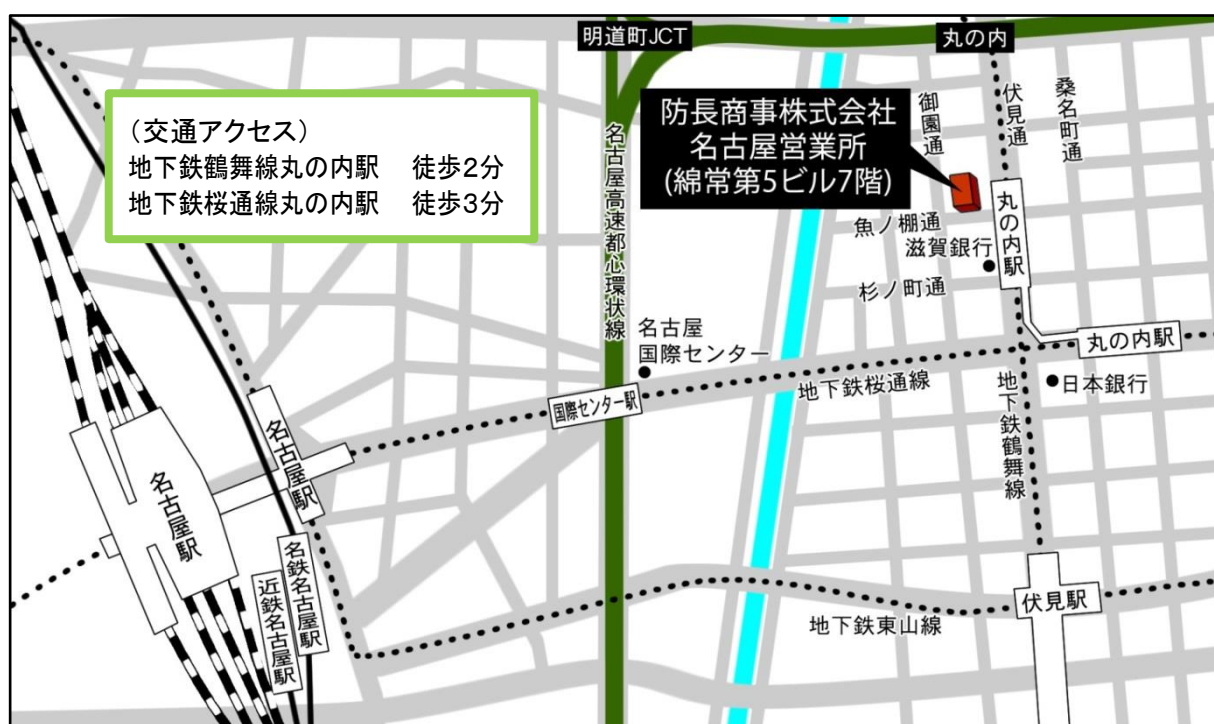 明道町JCT
丸の内
(交通アクセス)
地下鉄鶴舞線丸の内駅　徒歩2分
地下鉄桜通線丸の内駅　徒歩3分
防長商事株式会社
名古屋営業所
(綿常第5ビル7階)
御園通
伏見通
桑名町通
名古屋高速都心環状線
魚ノ棚通
滋賀銀行
丸の内駅
杉ノ町通
名古屋
国際センター
丸の内駅
地下鉄桜通線
日本銀行
国際センター駅
地下鉄鶴舞線
名古屋駅
名古屋駅
名鉄名古屋駅
近鉄名古屋駅
伏見駅
地下鉄東山線